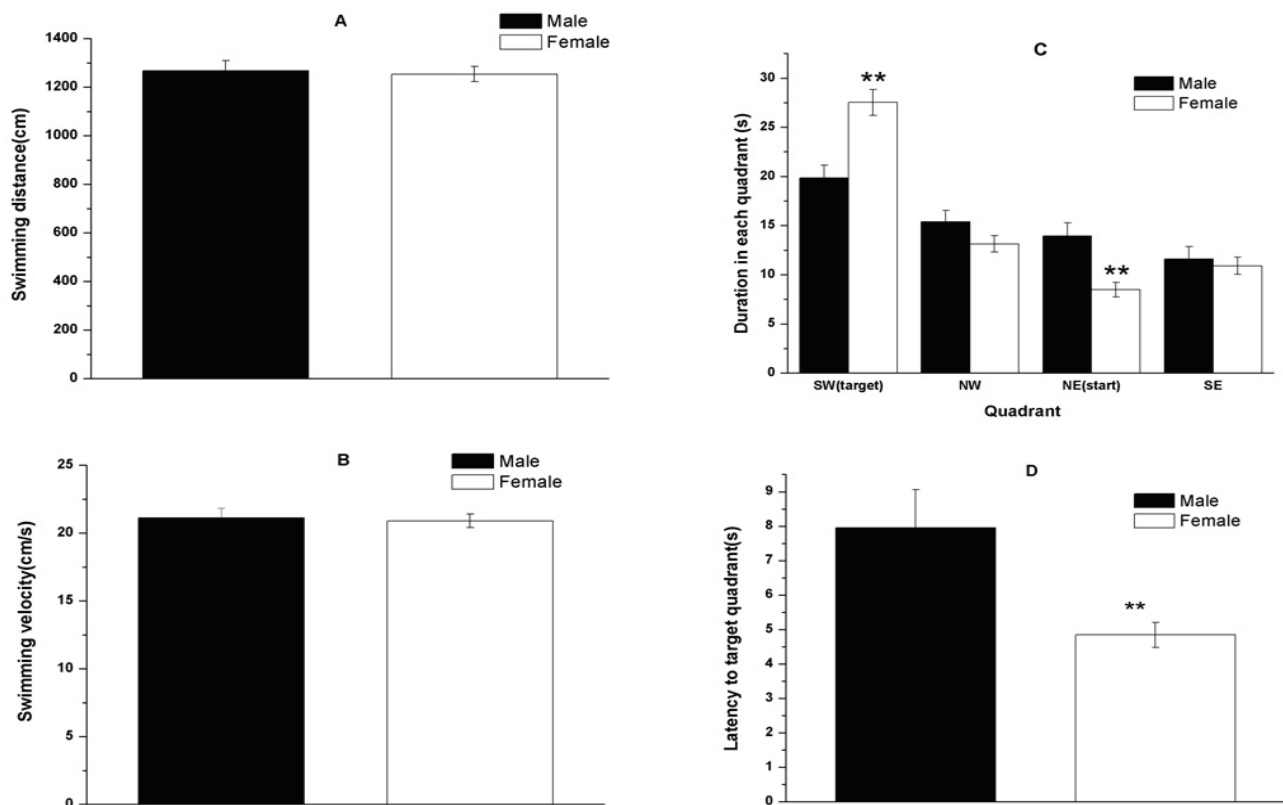 A
Male
Female
1400
1200
1000
800
600
400
200
0
Swimming distance(cm)
B
Male
Female
25
20
15
10
5
0
Swimming velocity(cm/s)
C
Male
Female
30
25
20
15
10
5
0
Duration in each quadrant (s)
**
**
SW(target) NW NE(start) SE
Quadrant
D
Male
Female
9
8
7
6
5
4
3
2
1
0
Latency to target quadrant(s)
**